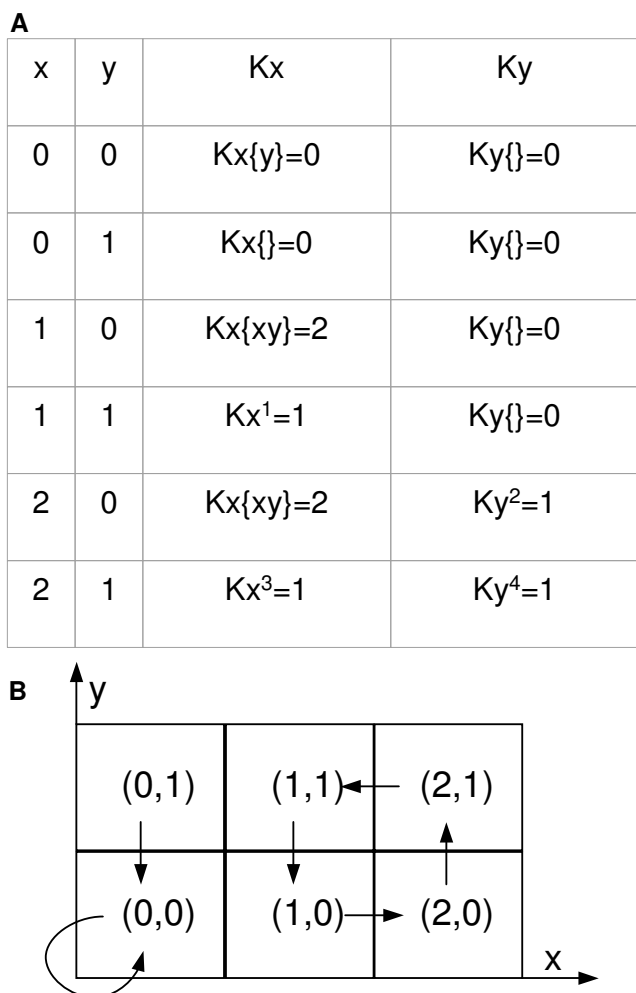 A
x y Kx Ky
0 0 Kx{y}=0 Ky{}=0
0 1 Kx{}=0 Ky{}=0
1 0 Kx{xy}=2 Ky{}=0
1 1 Kx¹=1 Ky{}=0
2 0 Kx{xy}=2 Ky²=1
2 1 Kx³=1 Ky⁴=1
B
y
(0,1) (1,1) (2,1)
(0,0) (1,0) (2,0)
x